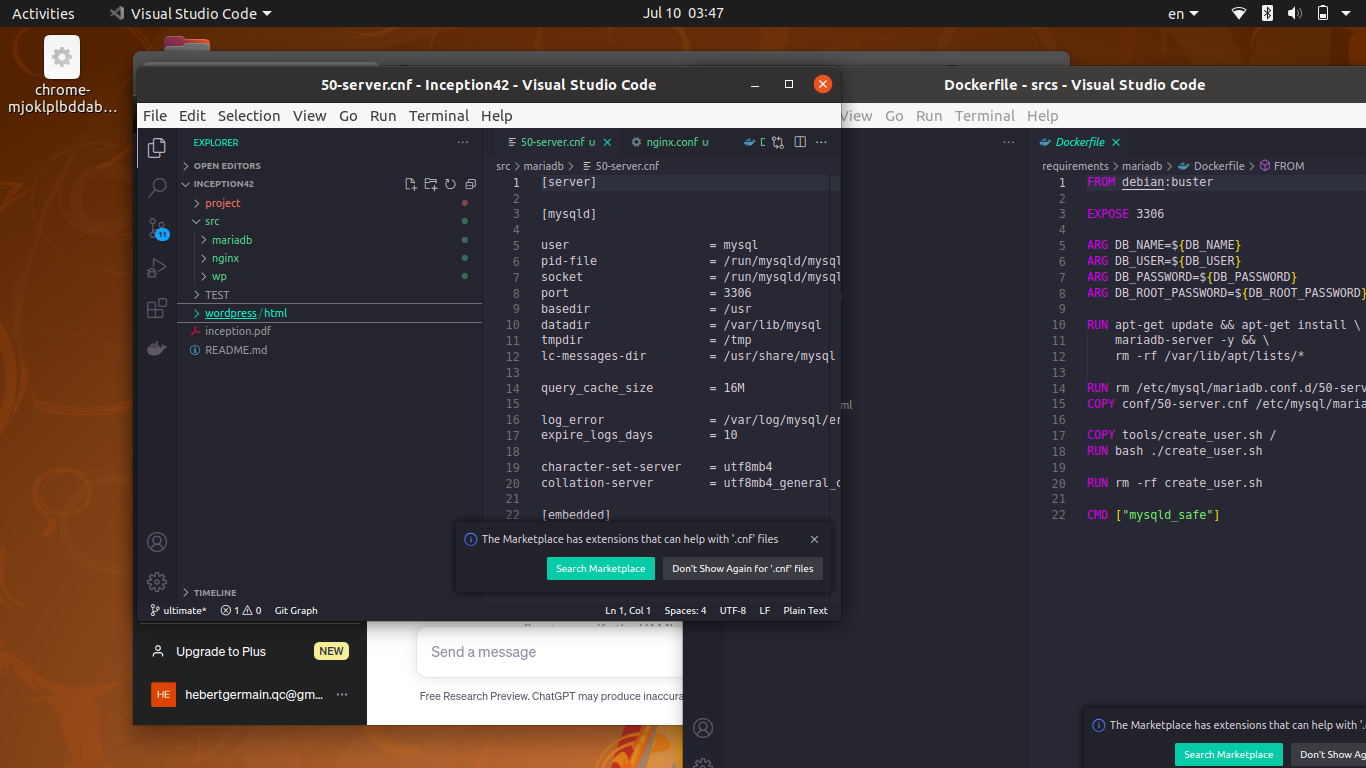 Activities
Visual Studio Code
Jul 10 03:47
en
chrome-
mjoklplbddab…
50-server.cnf - Inception42 - Visual Studio Code
File Edit Selection View Go Run Terminal Help
EXPLORER
OPEN EDITORS
INCEPTION42
project
src
mariadb
nginx
wp
TEST
wordpress / html
inception.pdf
README.md
TIMELINE
11
50-server.cnf U
nginx.conf U
src > mariadb > 50-server.cnf
1 [server]
2
3 [mysqld]
4
5 user = mysql
6 pid-file = /run/mysqld/mysql
7 socket = /run/mysqld/mysql
8 port = 3306
9 basedir = /usr
10 datadir = /var/lib/mysql
11 tmpdir = /tmp
12 lc-messages-dir = /usr/share/mysql
13
14 query_cache_size = 16M
15
16 log_error = /var/log/mysql/er
17 expire_logs_days = 10
18
19 character-set-server = utf8mb4
20 collation-server = utf8mb4_general_c
21
22 [embedded]
The Marketplace has extensions that can help with '.cnf' files
Search Marketplace
Don't Show Again for '.cnf' files
ultimate* 1 0 Git Graph
Ln 1, Col 1 Spaces: 4 UTF-8 LF Plain Text
Upgrade to Plus NEW
HE hebertgermain.qc@gm...
Send a message
Free Research Preview. ChatGPT may produce inaccura
Dockerfile - srcs - Visual Studio Code
View Go Run Terminal Help
Dockerfile
requirements > mariadb > Dockerfile > FROM
1 FROM debian:buster
2
3 EXPOSE 3306
4
5 ARG DB_NAME=${DB_NAME}
6 ARG DB_USER=${DB_USER}
7 ARG DB_PASSWORD=${DB_PASSWORD}
8 ARG DB_ROOT_PASSWORD=${DB_ROOT_PASSWORD}
9
10 RUN apt-get update && apt-get install \
11 mariadb-server -y && \
12 rm -rf /var/lib/apt/lists/*
13
14 RUN rm /etc/mysql/mariadb.conf.d/50-serv
15 COPY conf/50-server.cnf /etc/mysql/maria
16
17 COPY tools/create_user.sh /
18 RUN bash ./create_user.sh
19
20 RUN rm -rf create_user.sh
21
22 CMD ["mysqld_safe"]
ml
The Marketplace has extensions that can help with '.c
Search Marketplace
Don't Show Ag